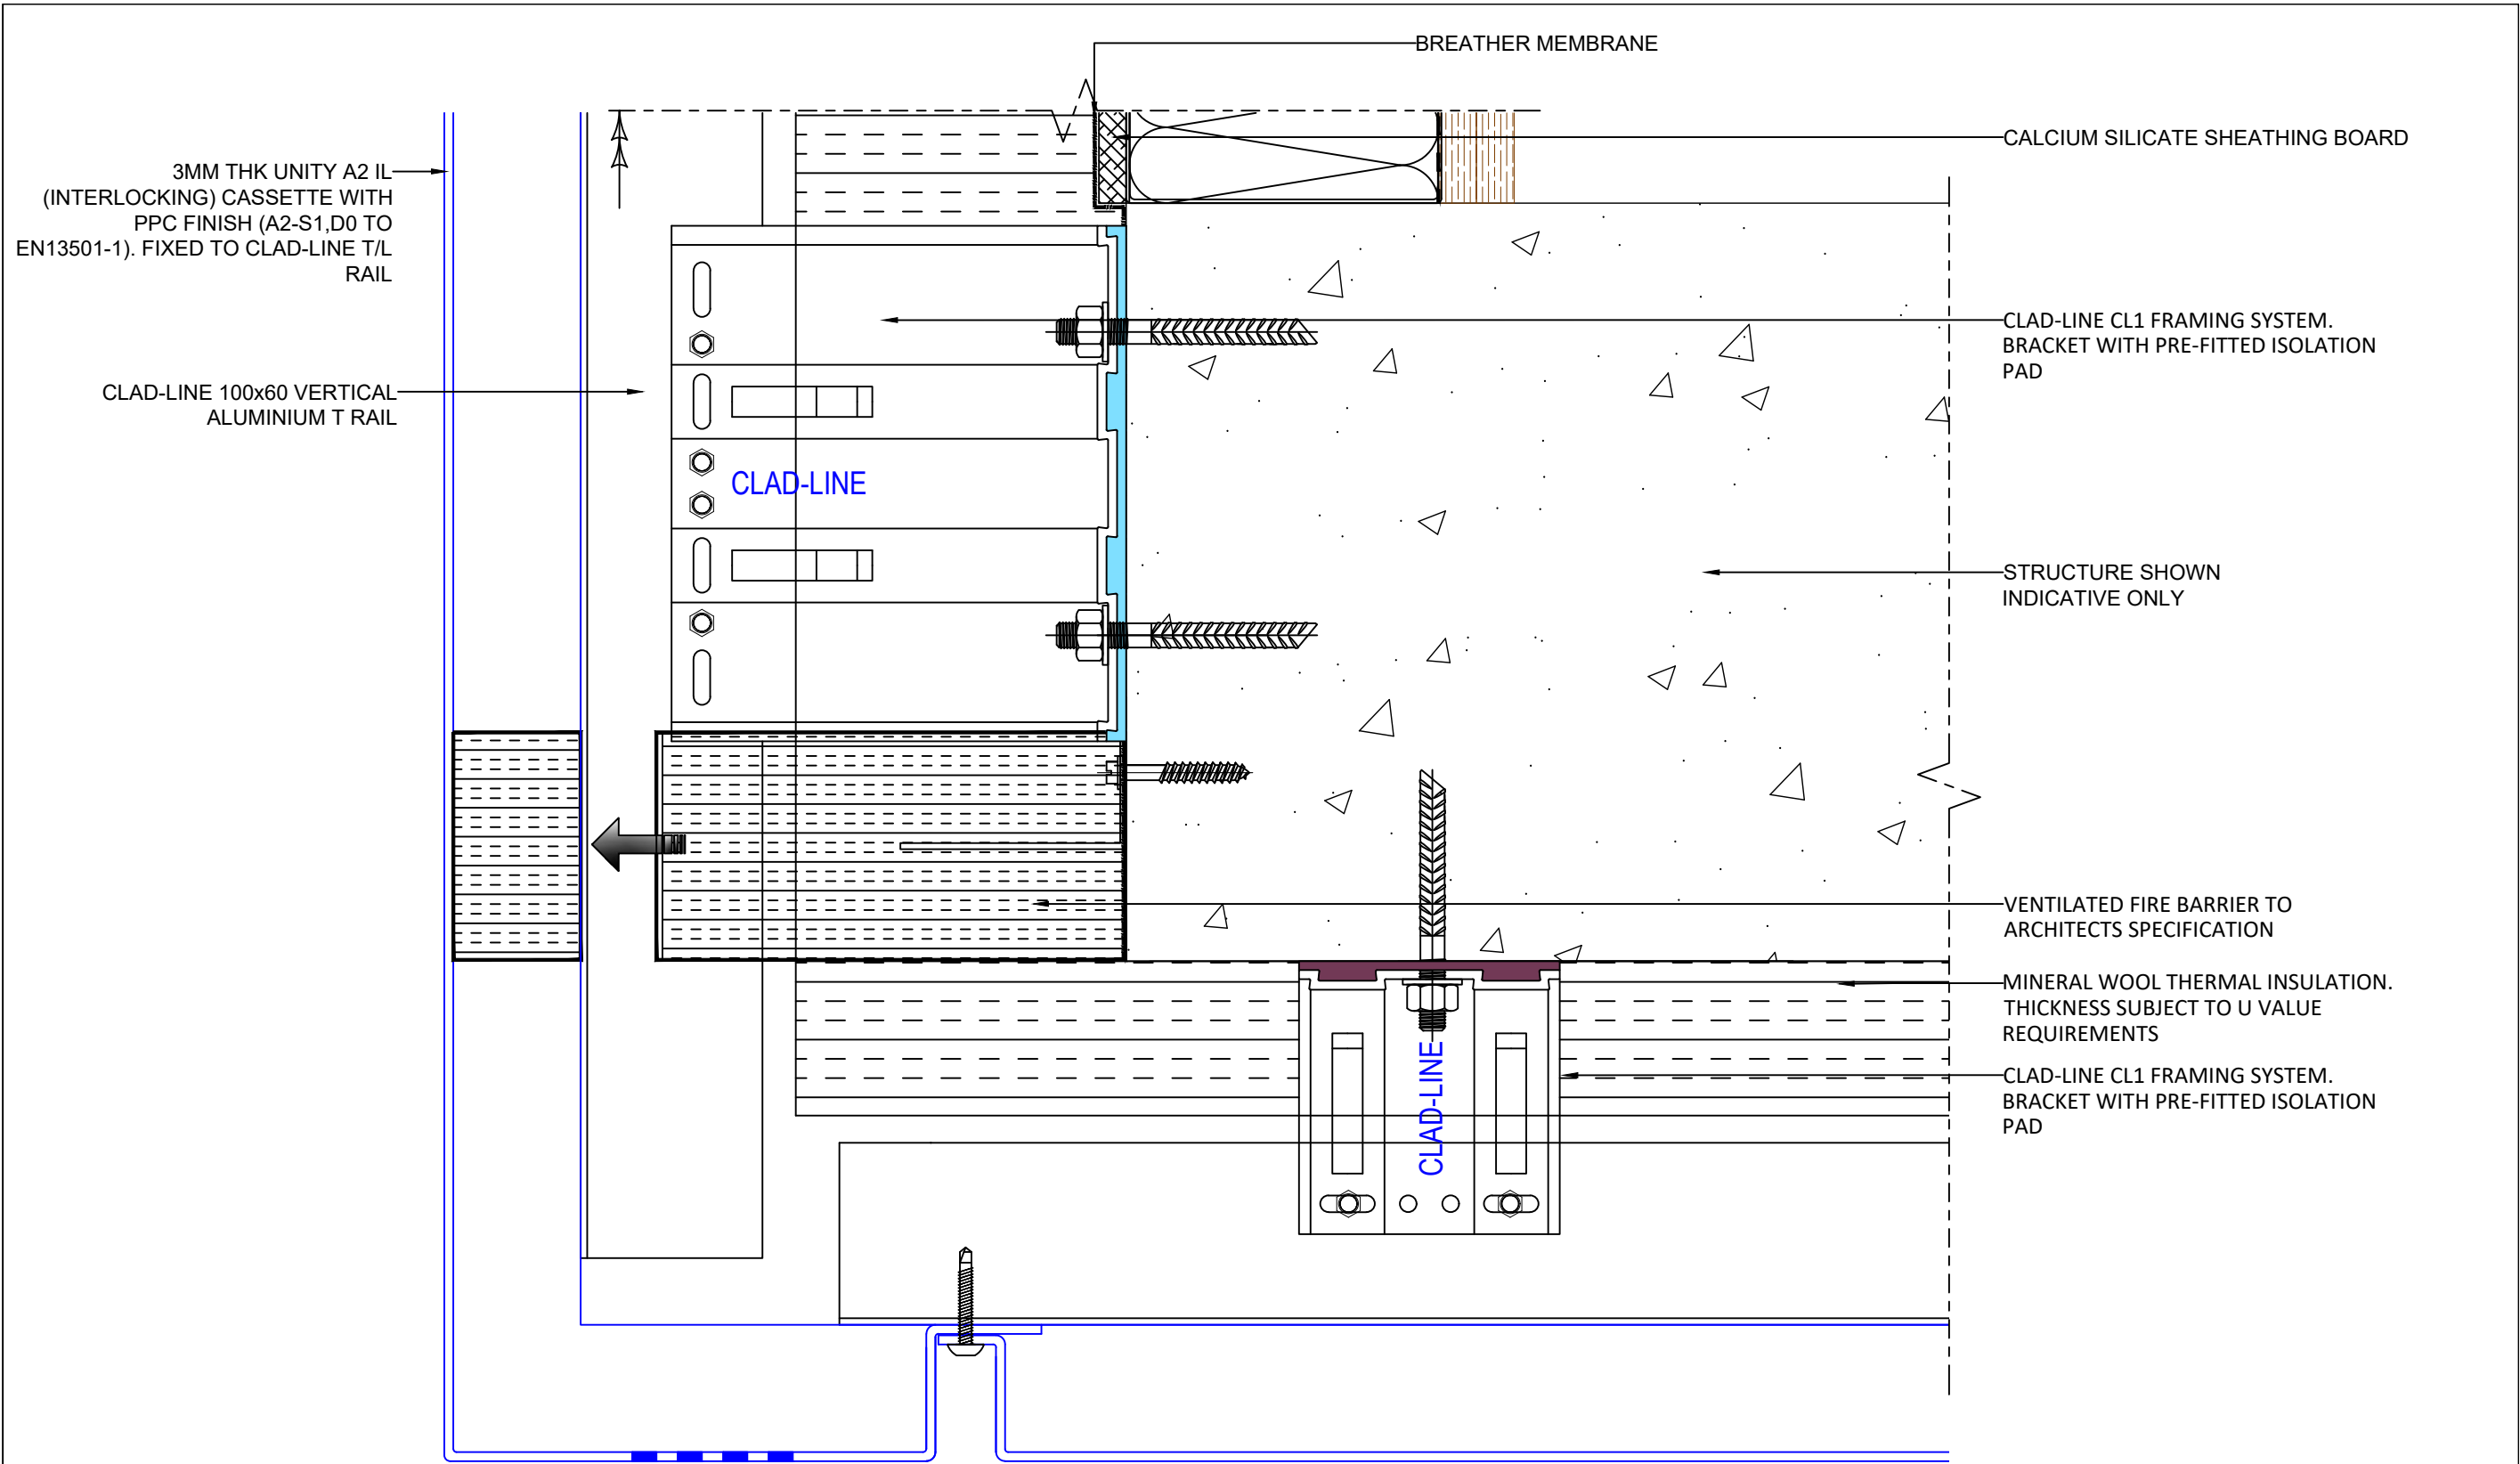 BREATHER MEMBRANE
CALCIUM SILICATE SHEATHING BOARD
3MM THK UNITY A2 IL
(INTERLOCKING) CASSETTE WITH
PPC FINISH (A2-S1,D0 TO
EN13501-1). FIXED TO CLAD-LINE T/L
RAIL
CLAD-LINE CL1 FRAMING SYSTEM.
BRACKET WITH PRE-FITTED ISOLATION
PAD
CLAD-LINE 100x60 VERTICAL
ALUMINIUM T RAIL
CLAD-LINE
STRUCTURE SHOWN
INDICATIVE ONLY
VENTILATED FIRE BARRIER TO
ARCHITECTS SPECIFICATION
MINERAL WOOL THERMAL INSULATION.
THICKNESS SUBJECT TO U VALUE
REQUIREMENTS
CLAD-LINE CL1 FRAMING SYSTEM.
BRACKET WITH PRE-FITTED ISOLATION
PAD
CLAD-LINE